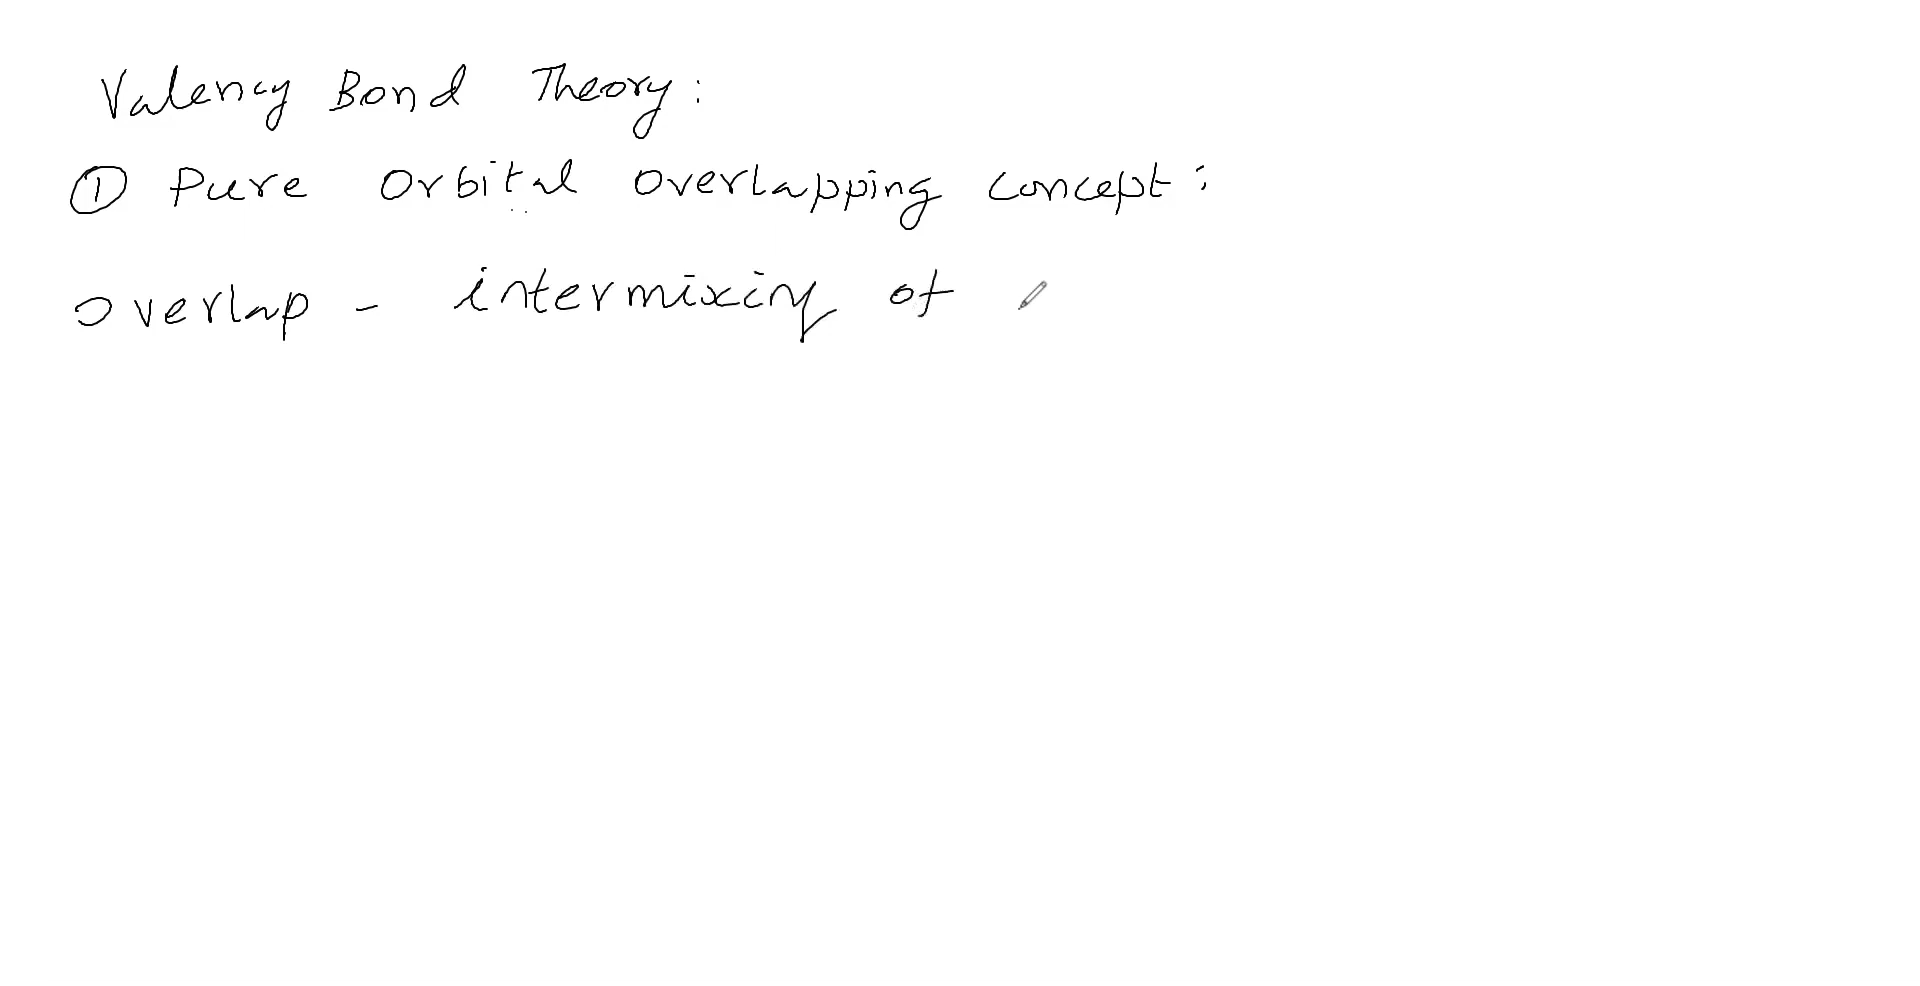 Valency Bond Theory:
① Pure Orbital Overlapping concept:
Overlap - intermixing of